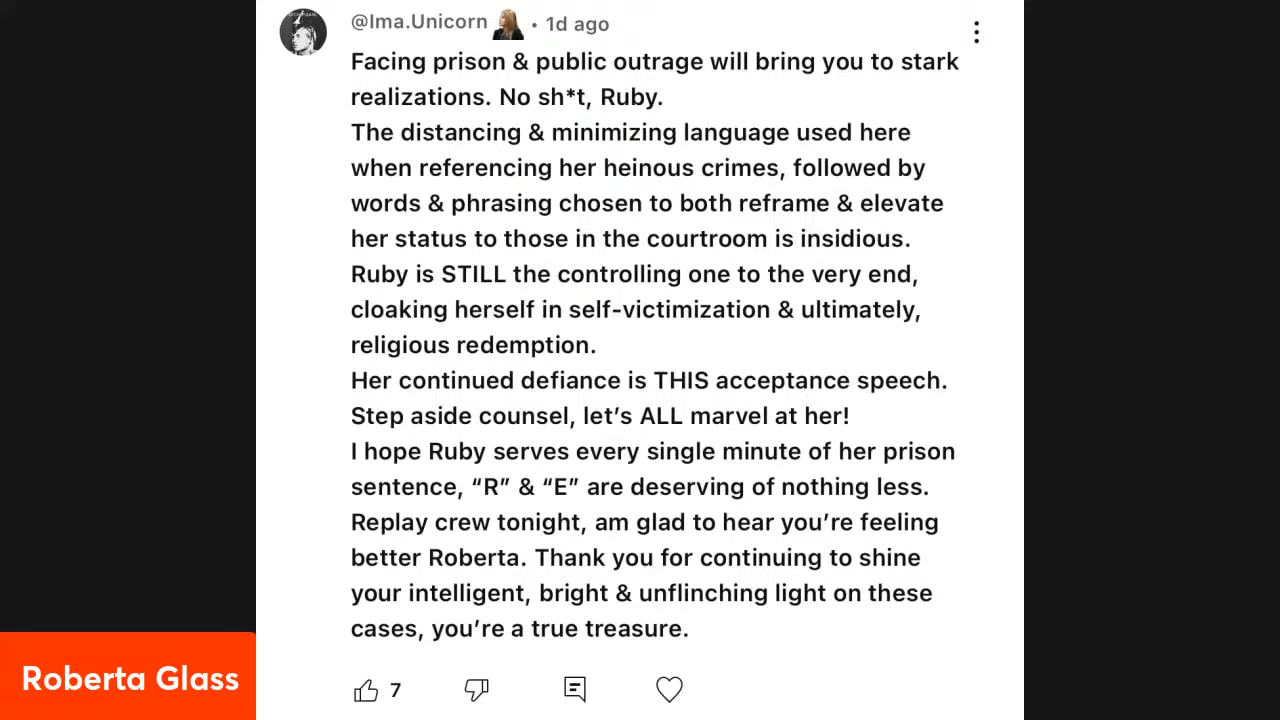 @Ima.Unicorn • 1d ago
Facing prison & public outrage will bring you to stark
realizations. No sh*t, Ruby.
The distancing & minimizing language used here
when referencing her heinous crimes, followed by
words & phrasing chosen to both reframe & elevate
her status to those in the courtroom is insidious.
Ruby is STILL the controlling one to the very end,
cloaking herself in self-victimization & ultimately,
religious redemption.
Her continued defiance is THIS acceptance speech.
Step aside counsel, let’s ALL marvel at her!
I hope Ruby serves every single minute of her prison
sentence, “R” & “E” are deserving of nothing less.
Replay crew tonight, am glad to hear you’re feeling
better Roberta. Thank you for continuing to shine
your intelligent, bright & unflinching light on these
cases, you’re a true treasure.
7
Roberta Glass